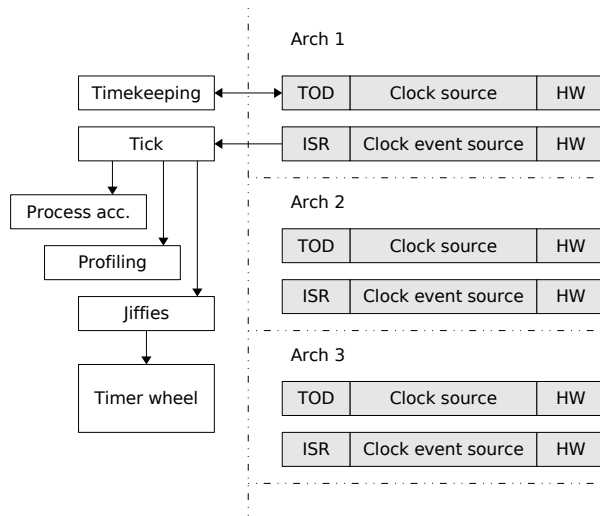 Arch 1
Timekeeping TOD Clock source HW
Tick ISR Clock event source HW
Process acc.
Arch 2
Profiling TOD Clock source HW
Jiffies ISR Clock event source HW
Arch 3
Timer wheel TOD Clock source HW
ISR Clock event source HW